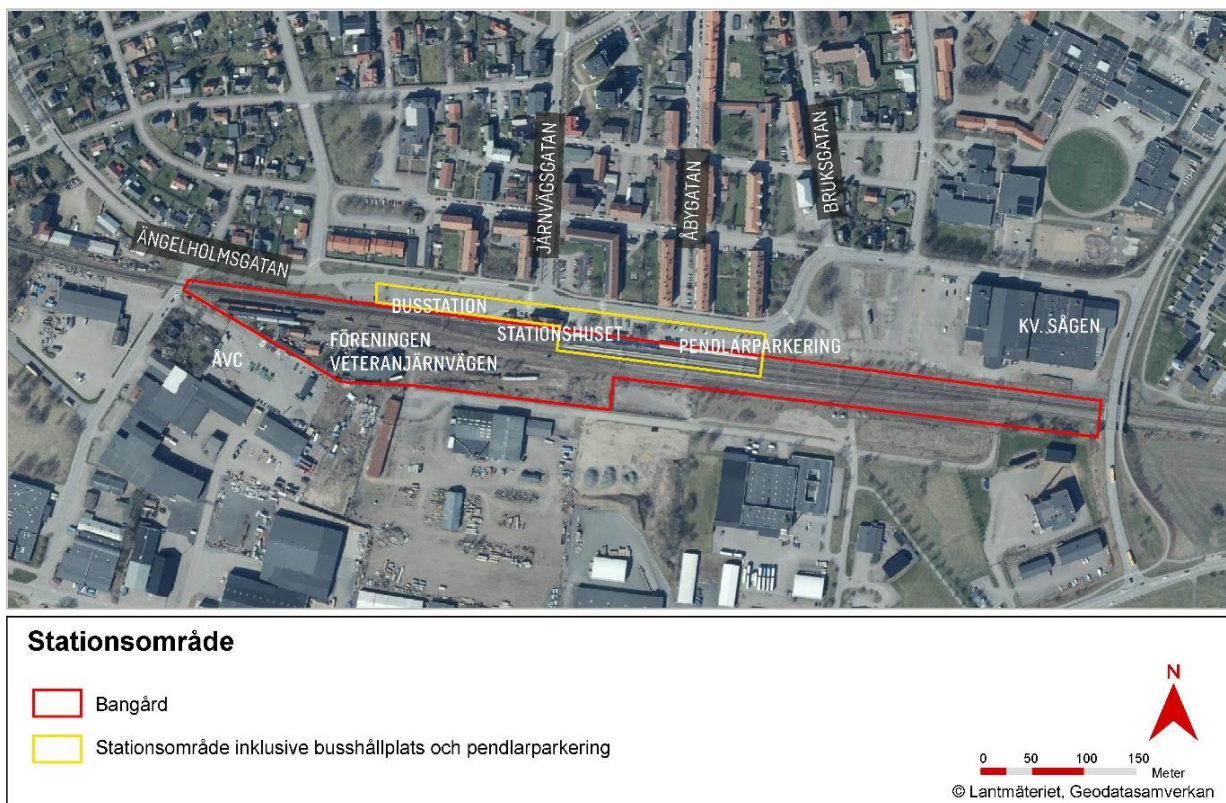 ÄNGELHOLMSGATAN
JÄRNVÄGSGATAN
ÅBYGATAN
BRUKSGATAN
BUSSTATION
STATIONSHUSET
PENDLARPARKERING
KV. SÅGEN
ÅVC
FÖRENINGEN
VETERANJÄRNVÄGEN
Stationsområde
Bangård
Stationsområde inklusive busshållplats och pendlarparkering
N
0 50 100 150
Meter
© Lantmäteriet, Geodatasamverkan